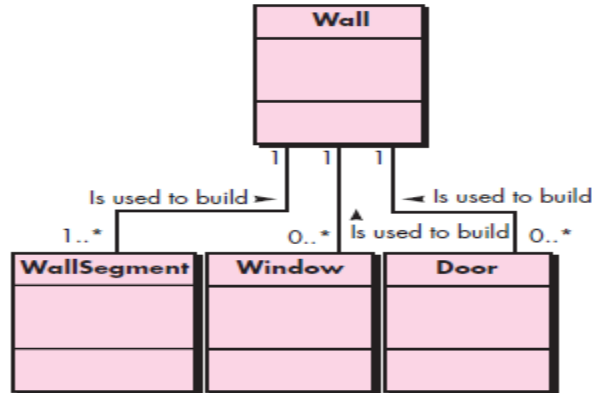 Wall
1 1 1
Is used to build
Is used to build
1..*
0..*
Is used to build
0..*
WallSegment
Window
Door